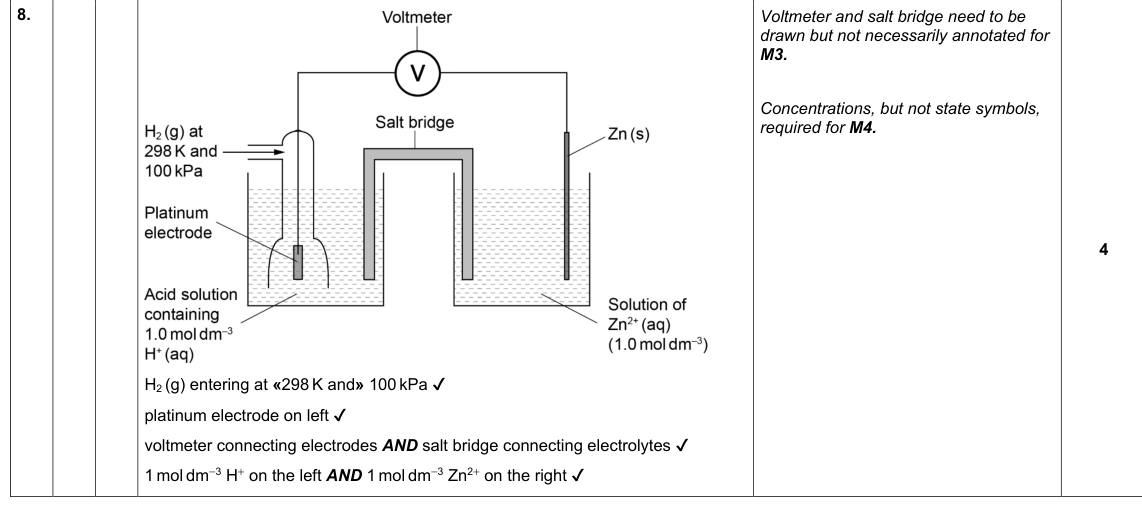 8.
Voltmeter
V
Salt bridge
H₂ (g) at
298 K and
100 kPa
Zn (s)
Platinum
electrode
Acid solution
containing
1.0 mol dm⁻³
H⁺ (aq)
Solution of
Zn²⁺ (aq)
(1.0 mol dm⁻³)
H₂ (g) entering at «298 K and» 100 kPa ✓
platinum electrode on left ✓
voltmeter connecting electrodes AND salt bridge connecting electrolytes ✓
1 mol dm⁻³ H⁺ on the left AND 1 mol dm⁻³ Zn²⁺ on the right ✓
Voltmeter and salt bridge need to be
drawn but not necessarily annotated for
M3.
Concentrations, but not state symbols,
required for M4.
4